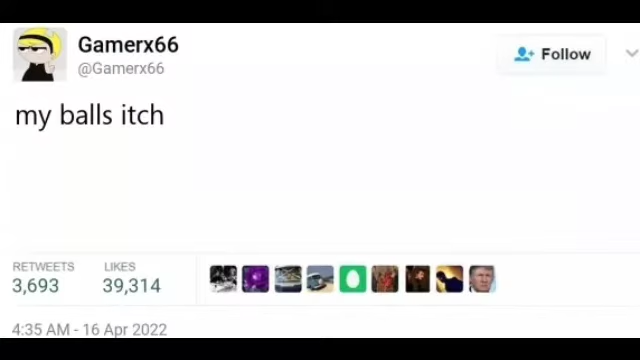 Gamerx66
@Gamerx66
Follow
my balls itch
RETWEETS LIKES
3,693 39,314
4:35 AM - 16 Apr 2022